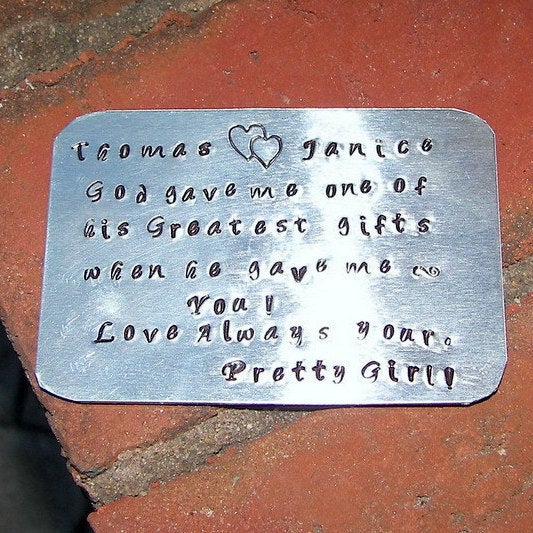 Thomas Janice
God gave me one of
his Greatest gifts
when he gave me
You!
Love Always your.
Pretty Girl!